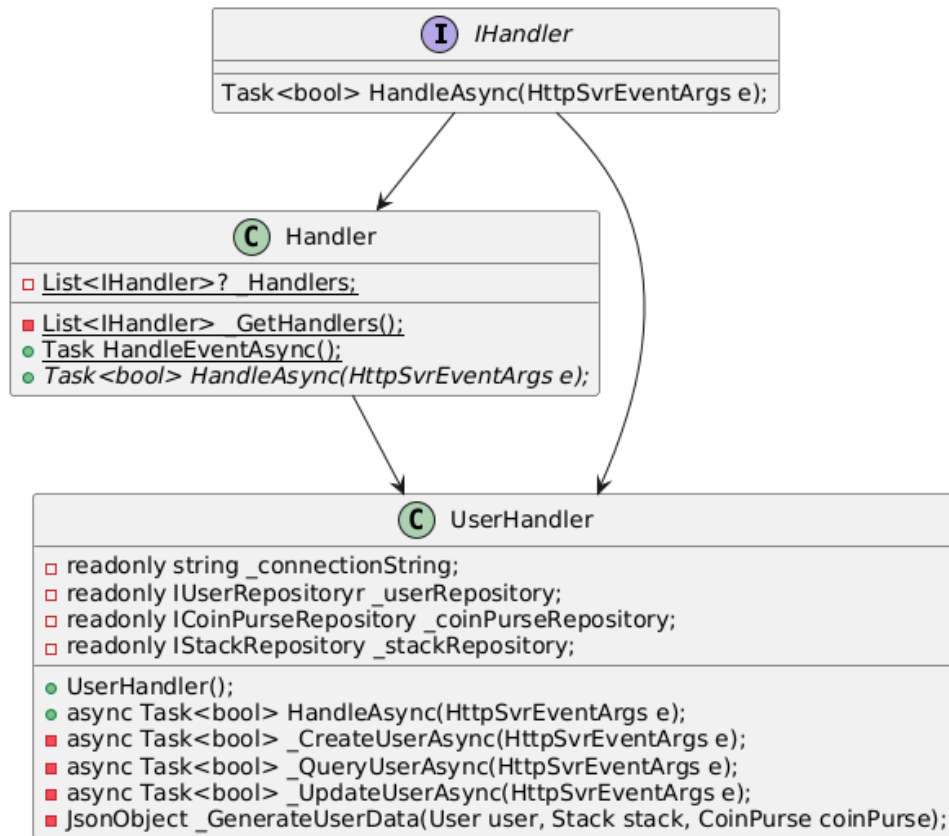 I IHandler
Task<bool> HandleAsync(HttpSvrEventArgs e);
C Handler
List<IHandler>? _Handlers;
List<IHandler> _GetHandlers();
Task HandleEventAsync();
Task<bool> HandleAsync(HttpSvrEventArgs e);
C UserHandler
readonly string _connectionString;
readonly IUserRepositoryr _userRepository;
readonly ICoinPurseRepository _coinPurseRepository;
readonly IStackRepository _stackRepository;
UserHandler();
async Task<bool> HandleAsync(HttpSvrEventArgs e);
async Task<bool> _CreateUserAsync(HttpSvrEventArgs e);
async Task<bool> _QueryUserAsync(HttpSvrEventArgs e);
async Task<bool> _UpdateUserAsync(HttpSvrEventArgs e);
JsonObject _GenerateUserData(User user, Stack stack, CoinPurse coinPurse);